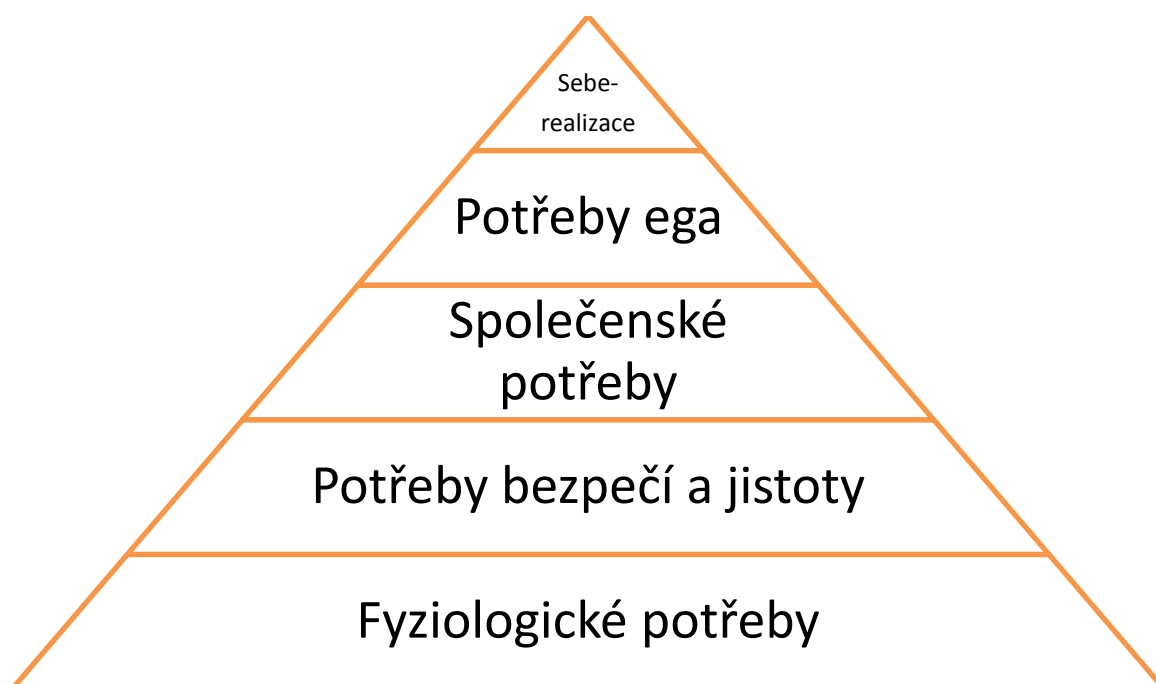 Sebe-
realizace
Potřeby ega
Společenské
potřeby
Potřeby bezpečí a jistoty
Fyziologické potřeby